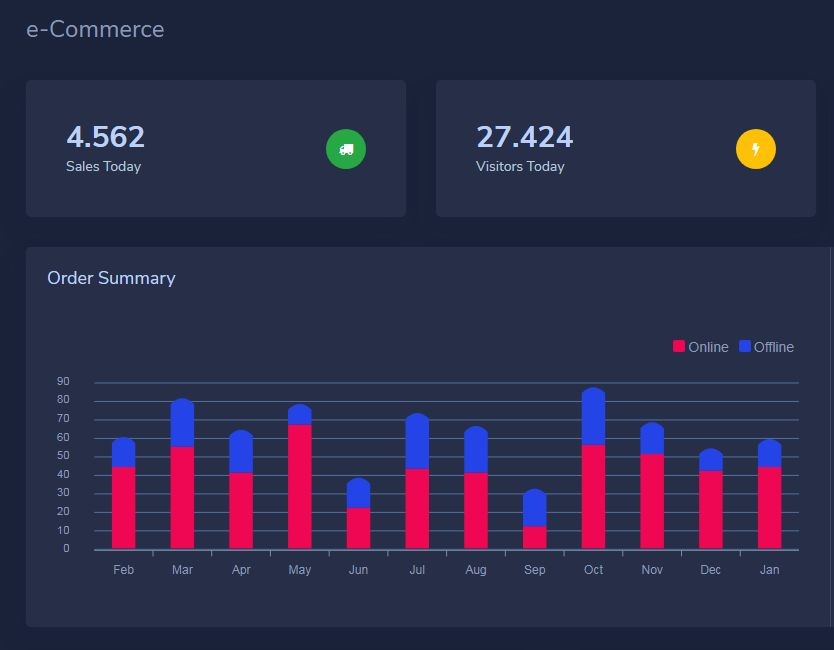 e-Commerce
4.562
Sales Today
27.424
Visitors Today
Order Summary
Online Offline
90
80
70
60
50
40
30
20
10
0
Feb Mar Apr May Jun Jul Aug Sep Oct Nov Dec Jan